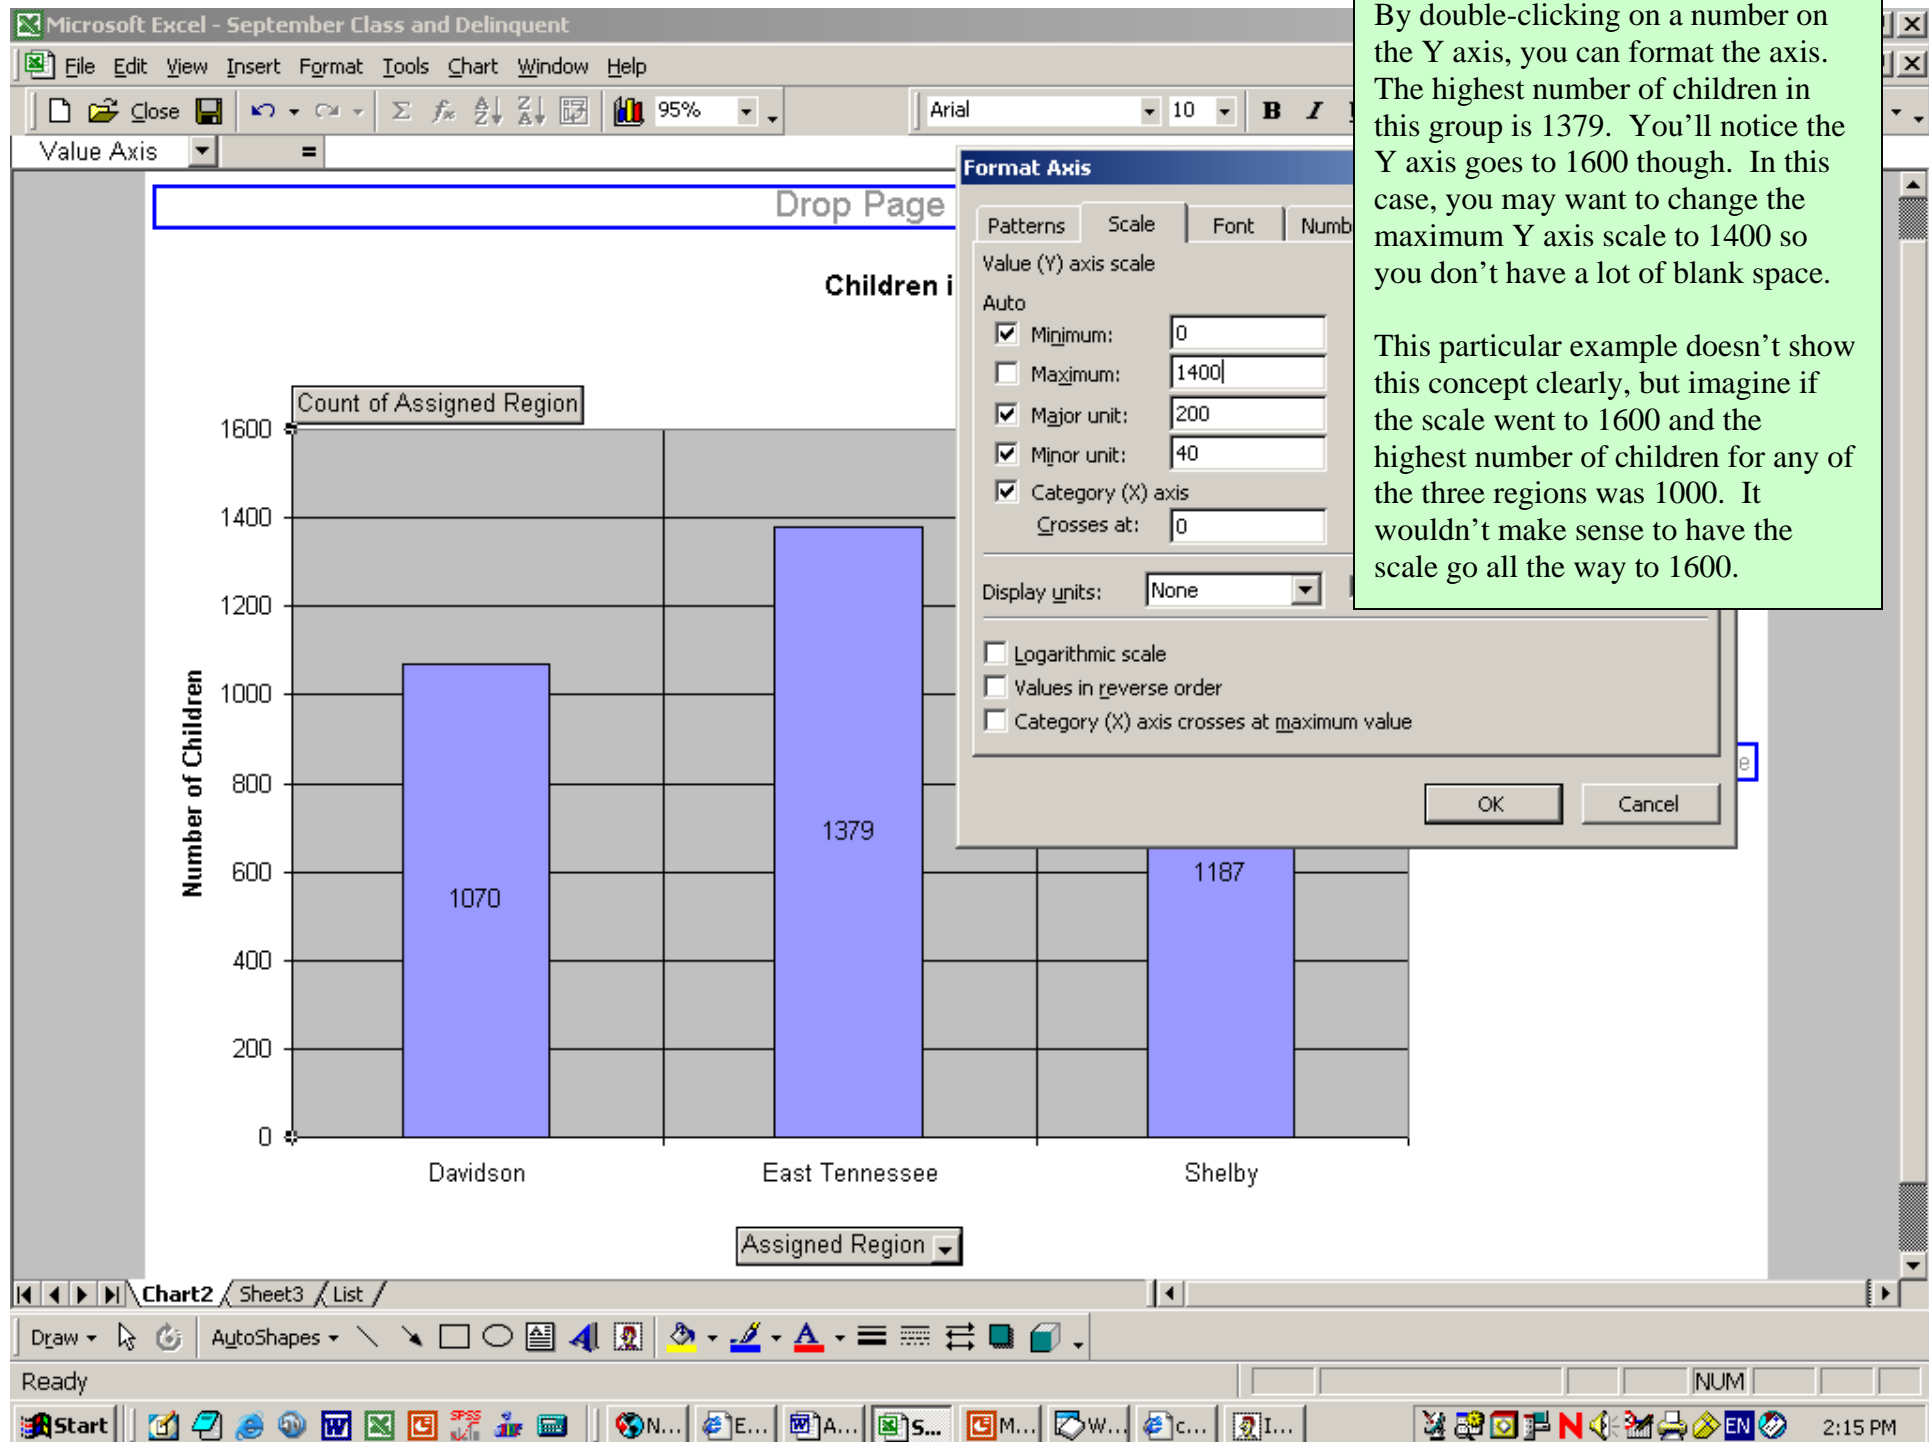 Microsoft Excel - September Class and Delinquent
File Edit View Insert Format Tools Chart Window Help
Close Σ 95% Arial 10 B I
Value Axis =
By double-clicking on a number on
the Y axis, you can format the axis.
The highest number of children in
this group is 1379. You'll notice the
Y axis goes to 1600 though. In this
case, you may want to change the
maximum Y axis scale to 1400 so
you don't have a lot of blank space.
This particular example doesn't show
this concept clearly, but imagine if
the scale went to 1600 and the
highest number of children for any of
the three regions was 1000. It
wouldn't make sense to have the
scale go all the way to 1600.
Format Axis
Patterns Scale Font Numb
Value (Y) axis scale
Auto
Minimum: 0
Maximum: 1400
Major unit: 200
Minor unit: 40
Category (X) axis
Crosses at: 0
Display units: None
Logarithmic scale
Values in reverse order
Category (X) axis crosses at maximum value
OK Cancel
Drop Page
Children i
Count of Assigned Region
1600
1400
1200
1000
800
600
400
200
0
Number of Children
1070
1379
1187
e
Davidson East Tennessee Shelby
Assigned Region
Chart2 Sheet3 List
Draw AutoShapes A
Ready NUM
Start N... E... A... S... M... W... c... I... EN 2:15 PM